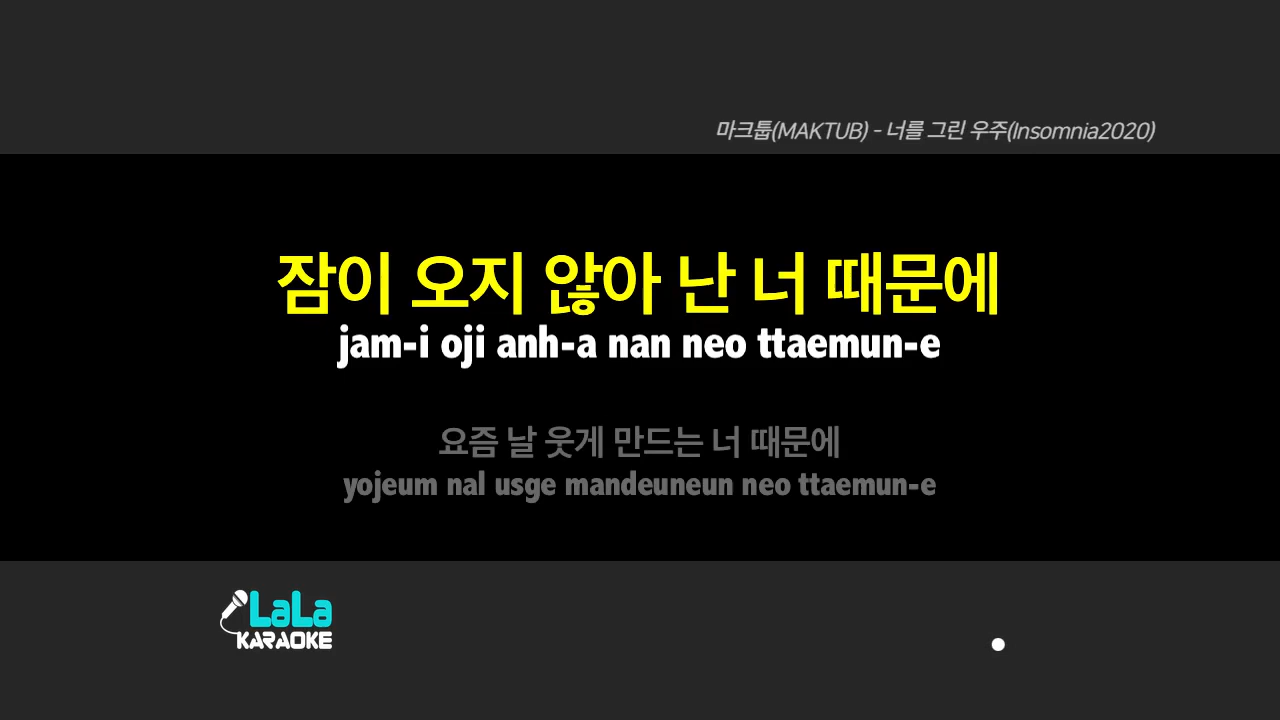 마크툽(MAKTUB) - 너를 그린 우주(Insomnia2020)
잠이 오지 않아 난 너 때문에
jam-i oji anh-a nan neo ttaemun-e
요즘 날 웃게 만드는 너 때문에
yojeum nal usge mandeuneun neo ttaemun-e
LaLa
KARAOKE